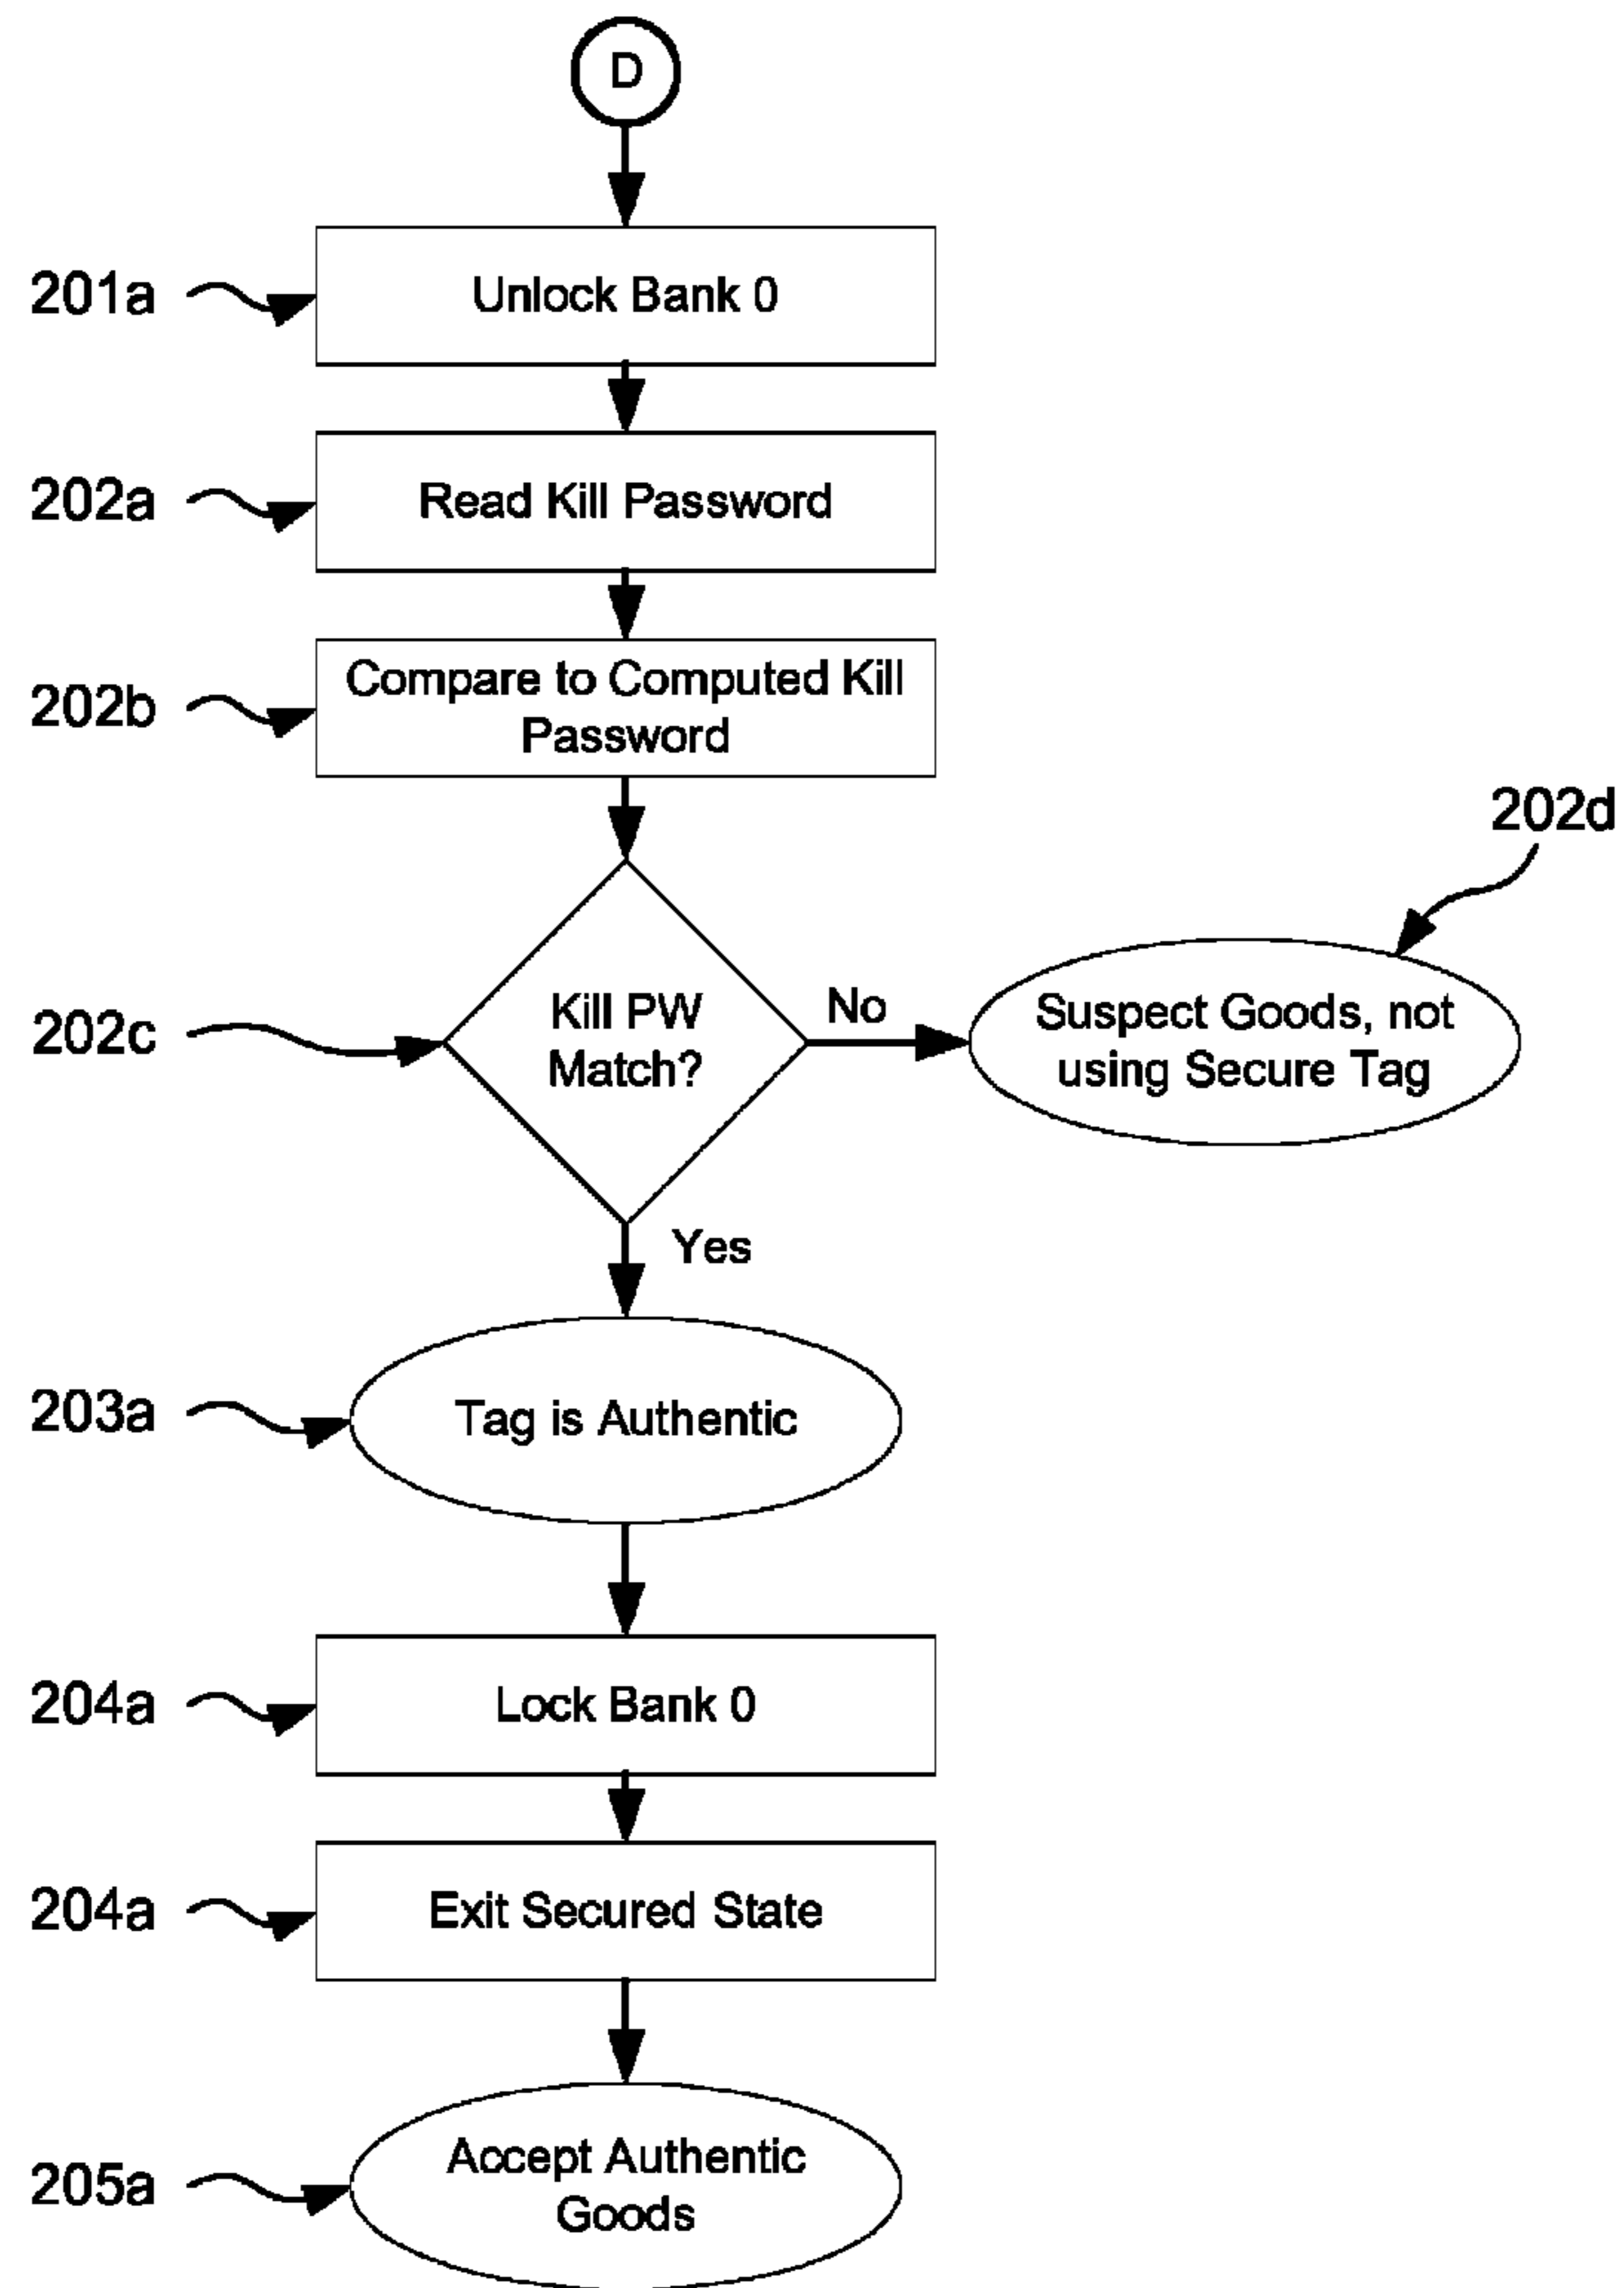 D
201a
Unlock Bank 0
202a
Read Kill Password
202b
Compare to Computed Kill
Password
202d
202c
Kill PW
Match?
No
Suspect Goods, not
using Secure Tag
Yes
203a
Tag is Authentic
204a
Lock Bank 0
204a
Exit Secured State
205a
Accept Authentic
Goods